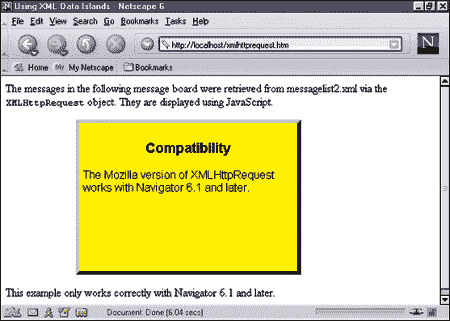 Using XML Data Islands - Netscape 6
File Edit View Search Go Bookmarks Tasks Help
http://localhost/xmlhttprequest.htm
N
Home My My Netscape Bookmarks
The messages in the following message board were retrieved from messagelist2.xml via the
XMLHttpRequest object. They are displayed using JavaScript.
Compatibility
The Mozilla version of XMLHttpRequest
works with Navigator 6.1 and later.
This example only works correctly with Navigator 6.1 and later.
Document: Done (6.04 secs)